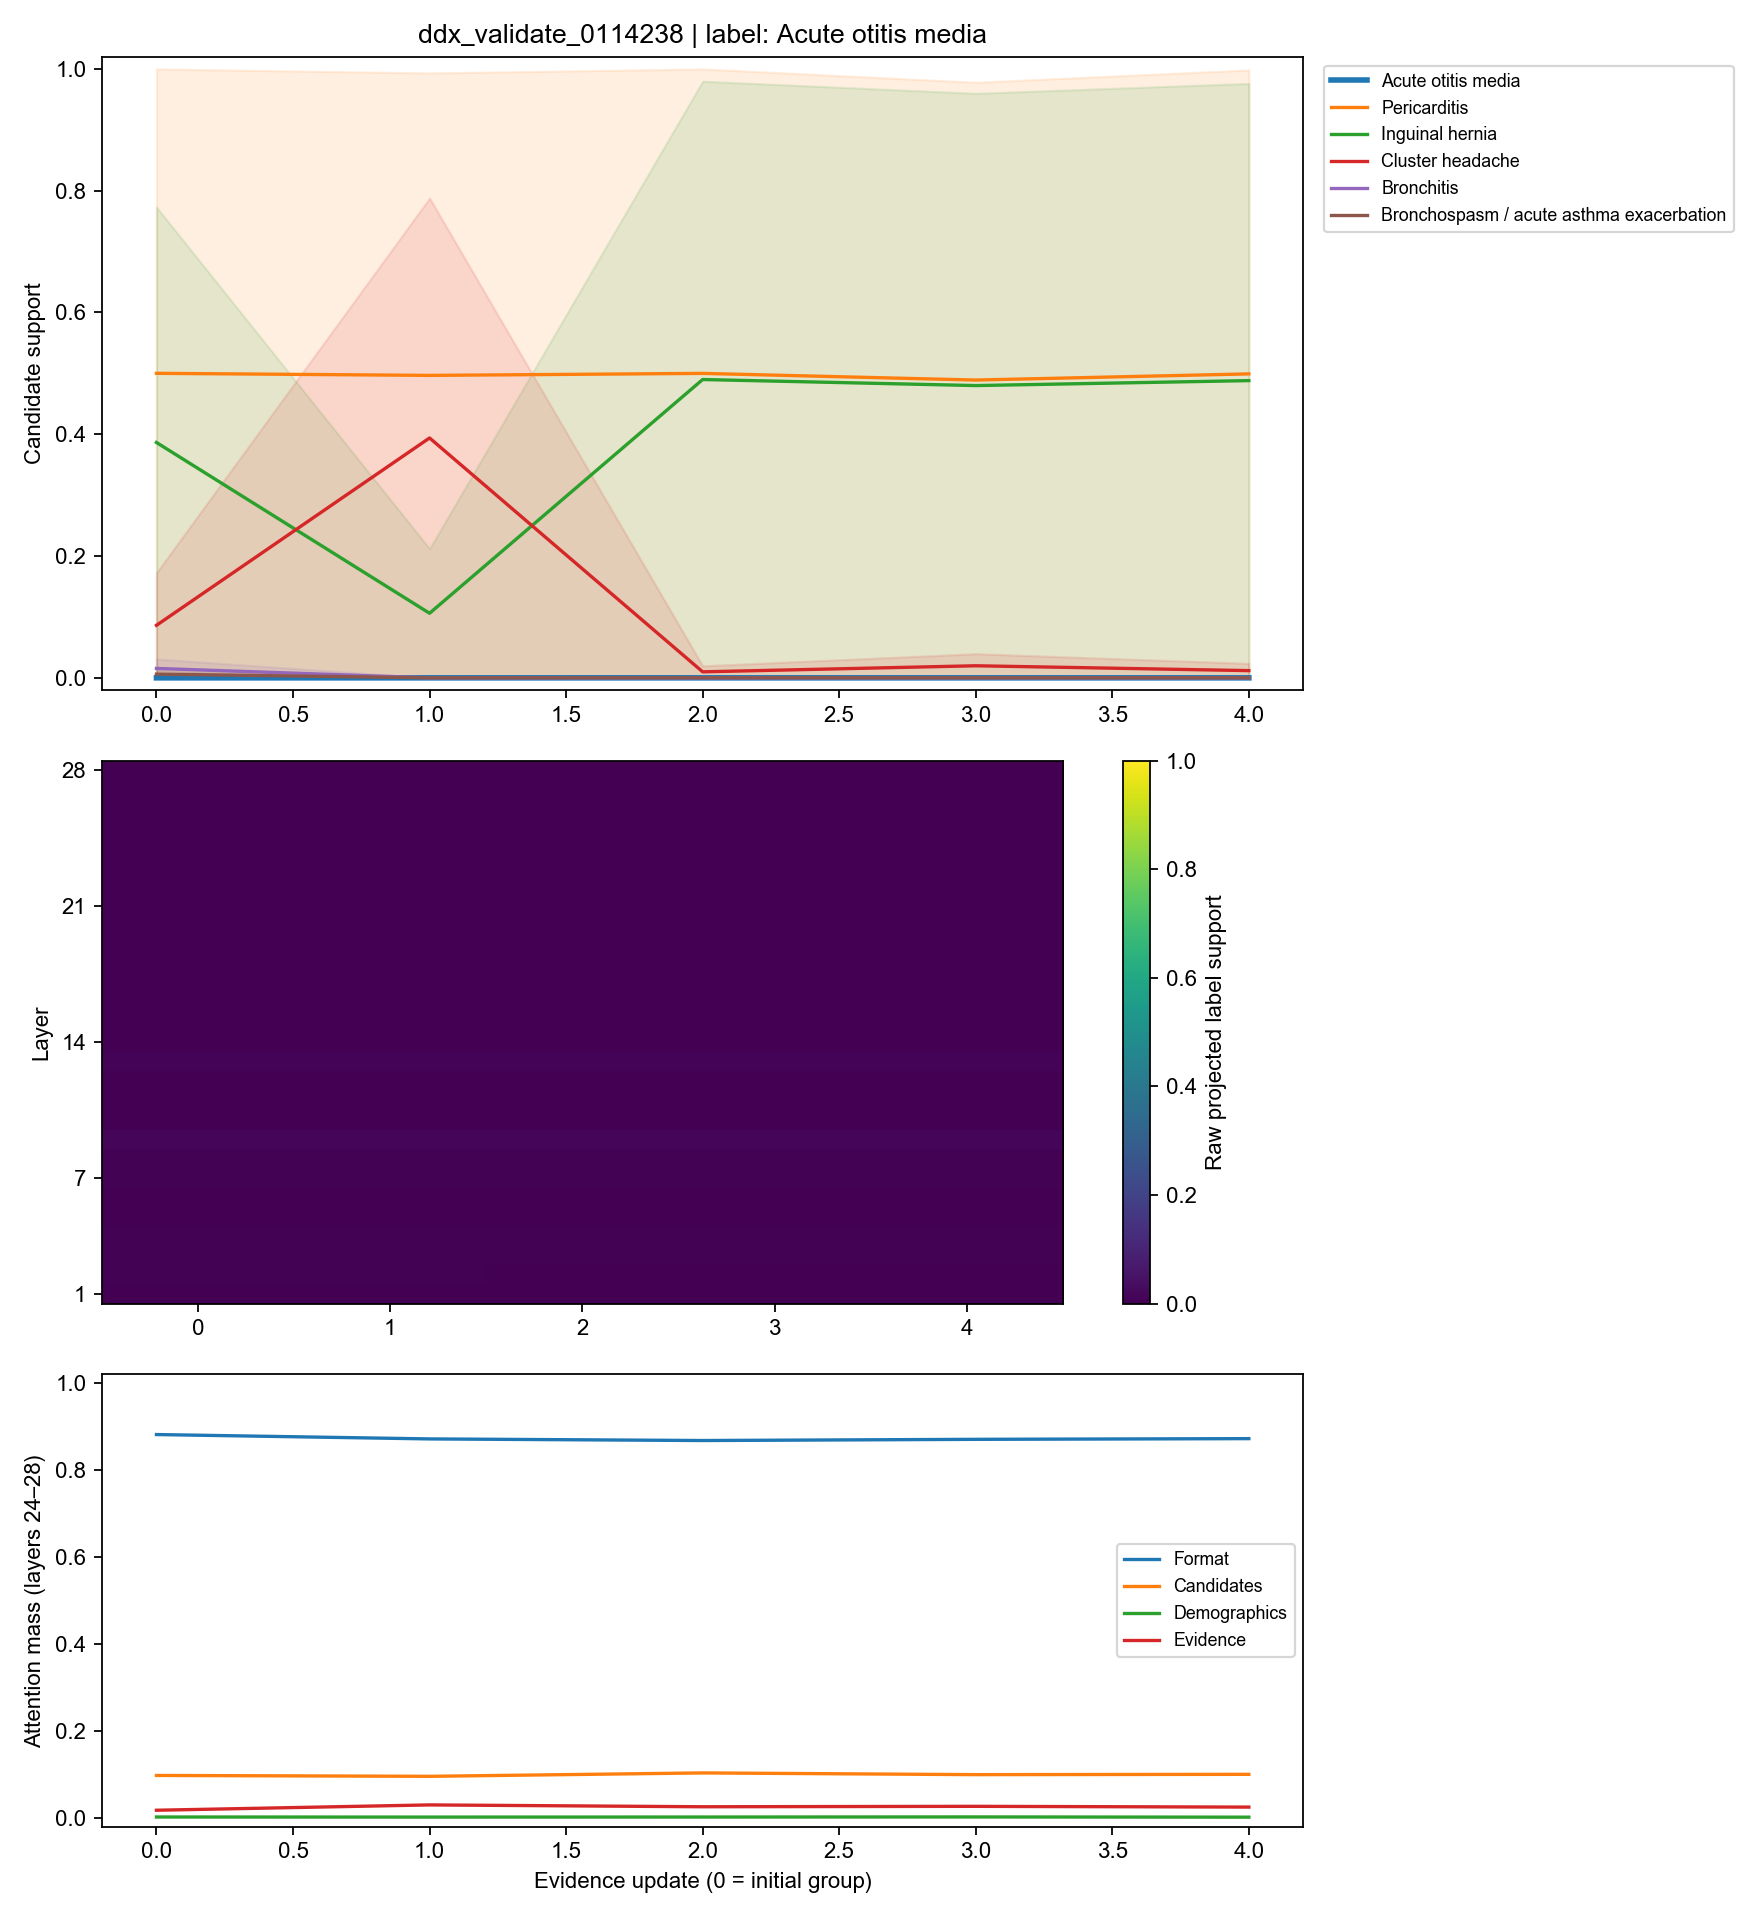 ddx_validate_0114238 | label: Acute otitis media
Candidate support
1.0
0.8
0.6
0.4
0.2
0.0
0.0 0.5 1.0 1.5 2.0 2.5 3.0 3.5 4.0
Acute otitis media
Pericarditis
Inguinal hernia
Cluster headache
Bronchitis
Bronchospasm / acute asthma exacerbation
Layer
28
21
14
7
1
0 1 2 3 4
1.0
0.8
0.6
0.4
0.2
0.0
Raw projected label support
Attention mass (layers 24–28)
1.0
0.8
0.6
0.4
0.2
0.0
Format
Candidates
Demographics
Evidence
0.0 0.5 1.0 1.5 2.0 2.5 3.0 3.5 4.0
Evidence update (0 = initial group)